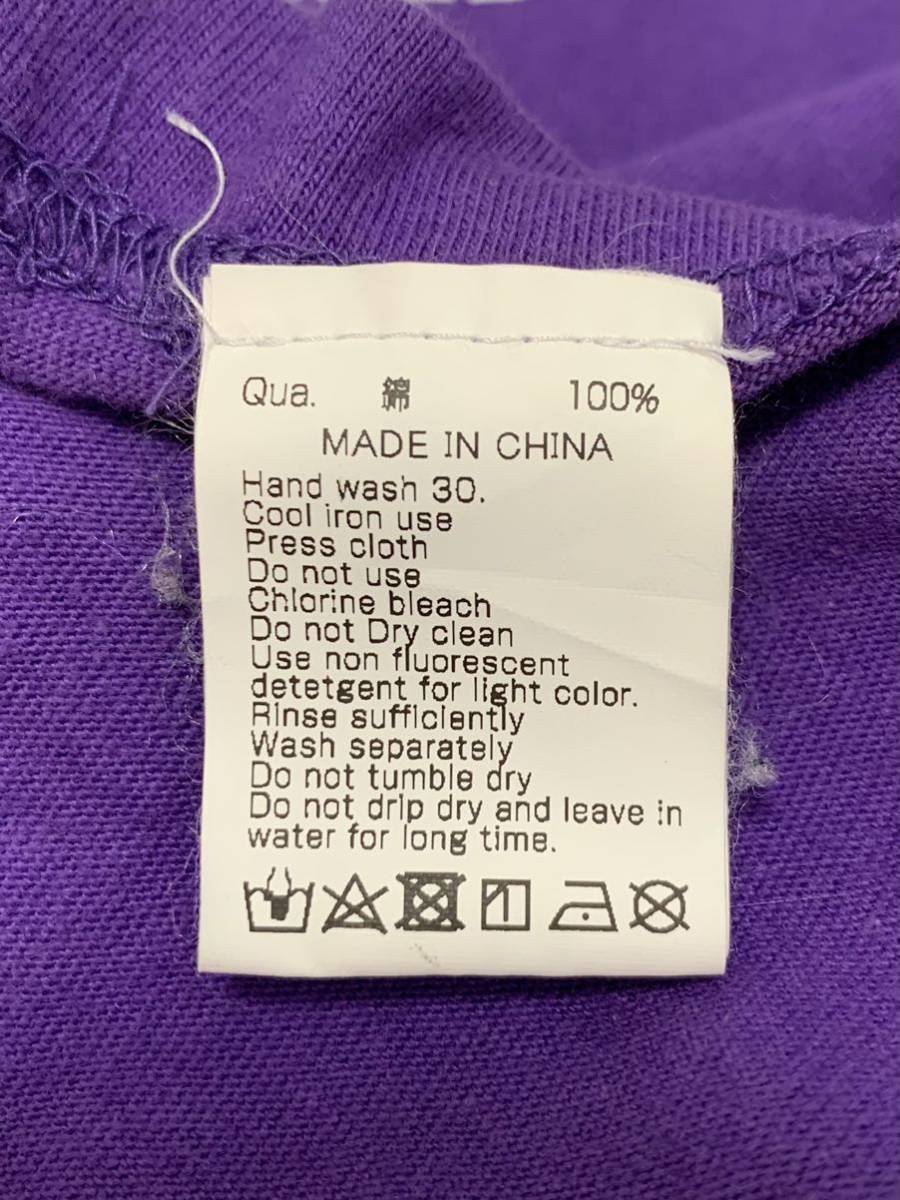 Qua. 綿 100%
MADE IN CHINA
Hand wash 30.
Cool iron use
Press cloth
Do not use
Chlorine bleach
Do not Dry clean
Use non fluorescent
detetgent for light color.
Rinse sufficiently
Wash separately
Do not tumble dry
Do not drip dry and leave in
water for long time.